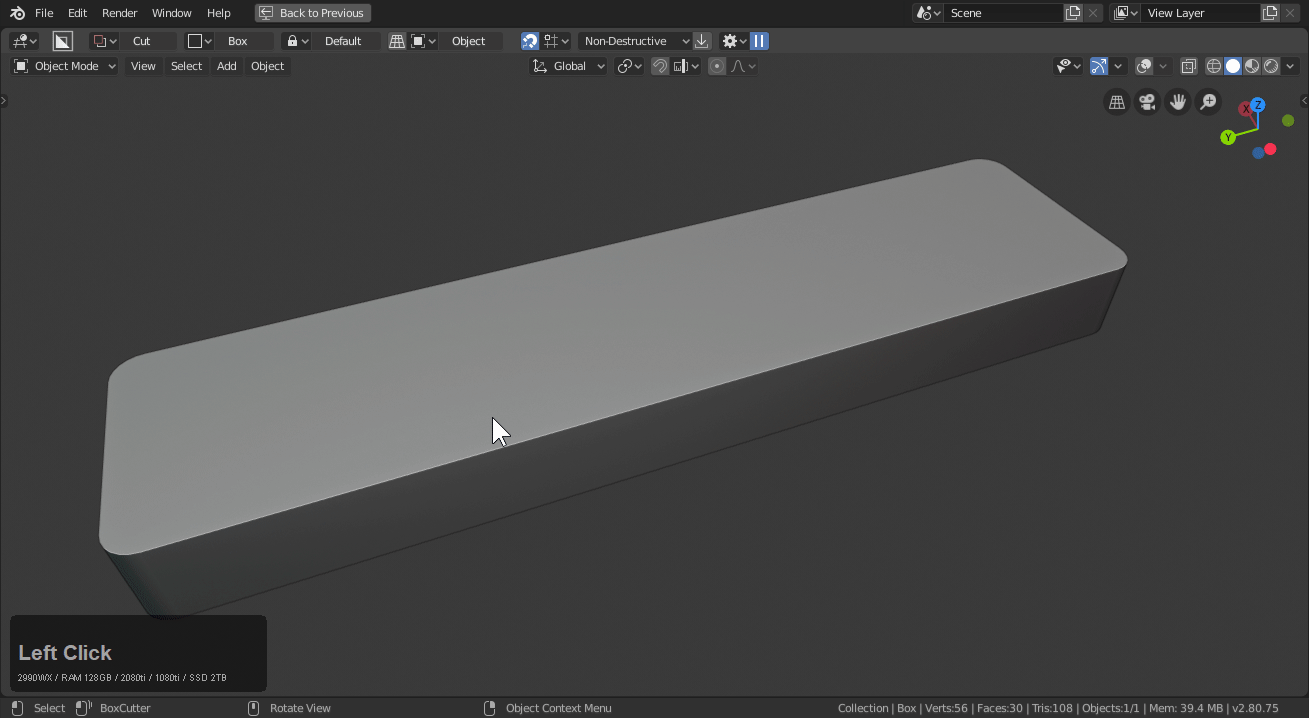 File Edit Render Window Help Back to Previous Scene View Layer
Cut Box Default Object Non-Destructive
Object Mode View Select Add Object Global
X Z
Y
Left Click
2990WX / RAM 128GB / 2080ti / 1080ti / SSD 2TB
Select BoxCutter Rotate View Object Context Menu Collection | Box | Verts:56 | Faces:30 | Tris:108 | Objects:1/1 | Mem: 39.4 MB | v2.80.75